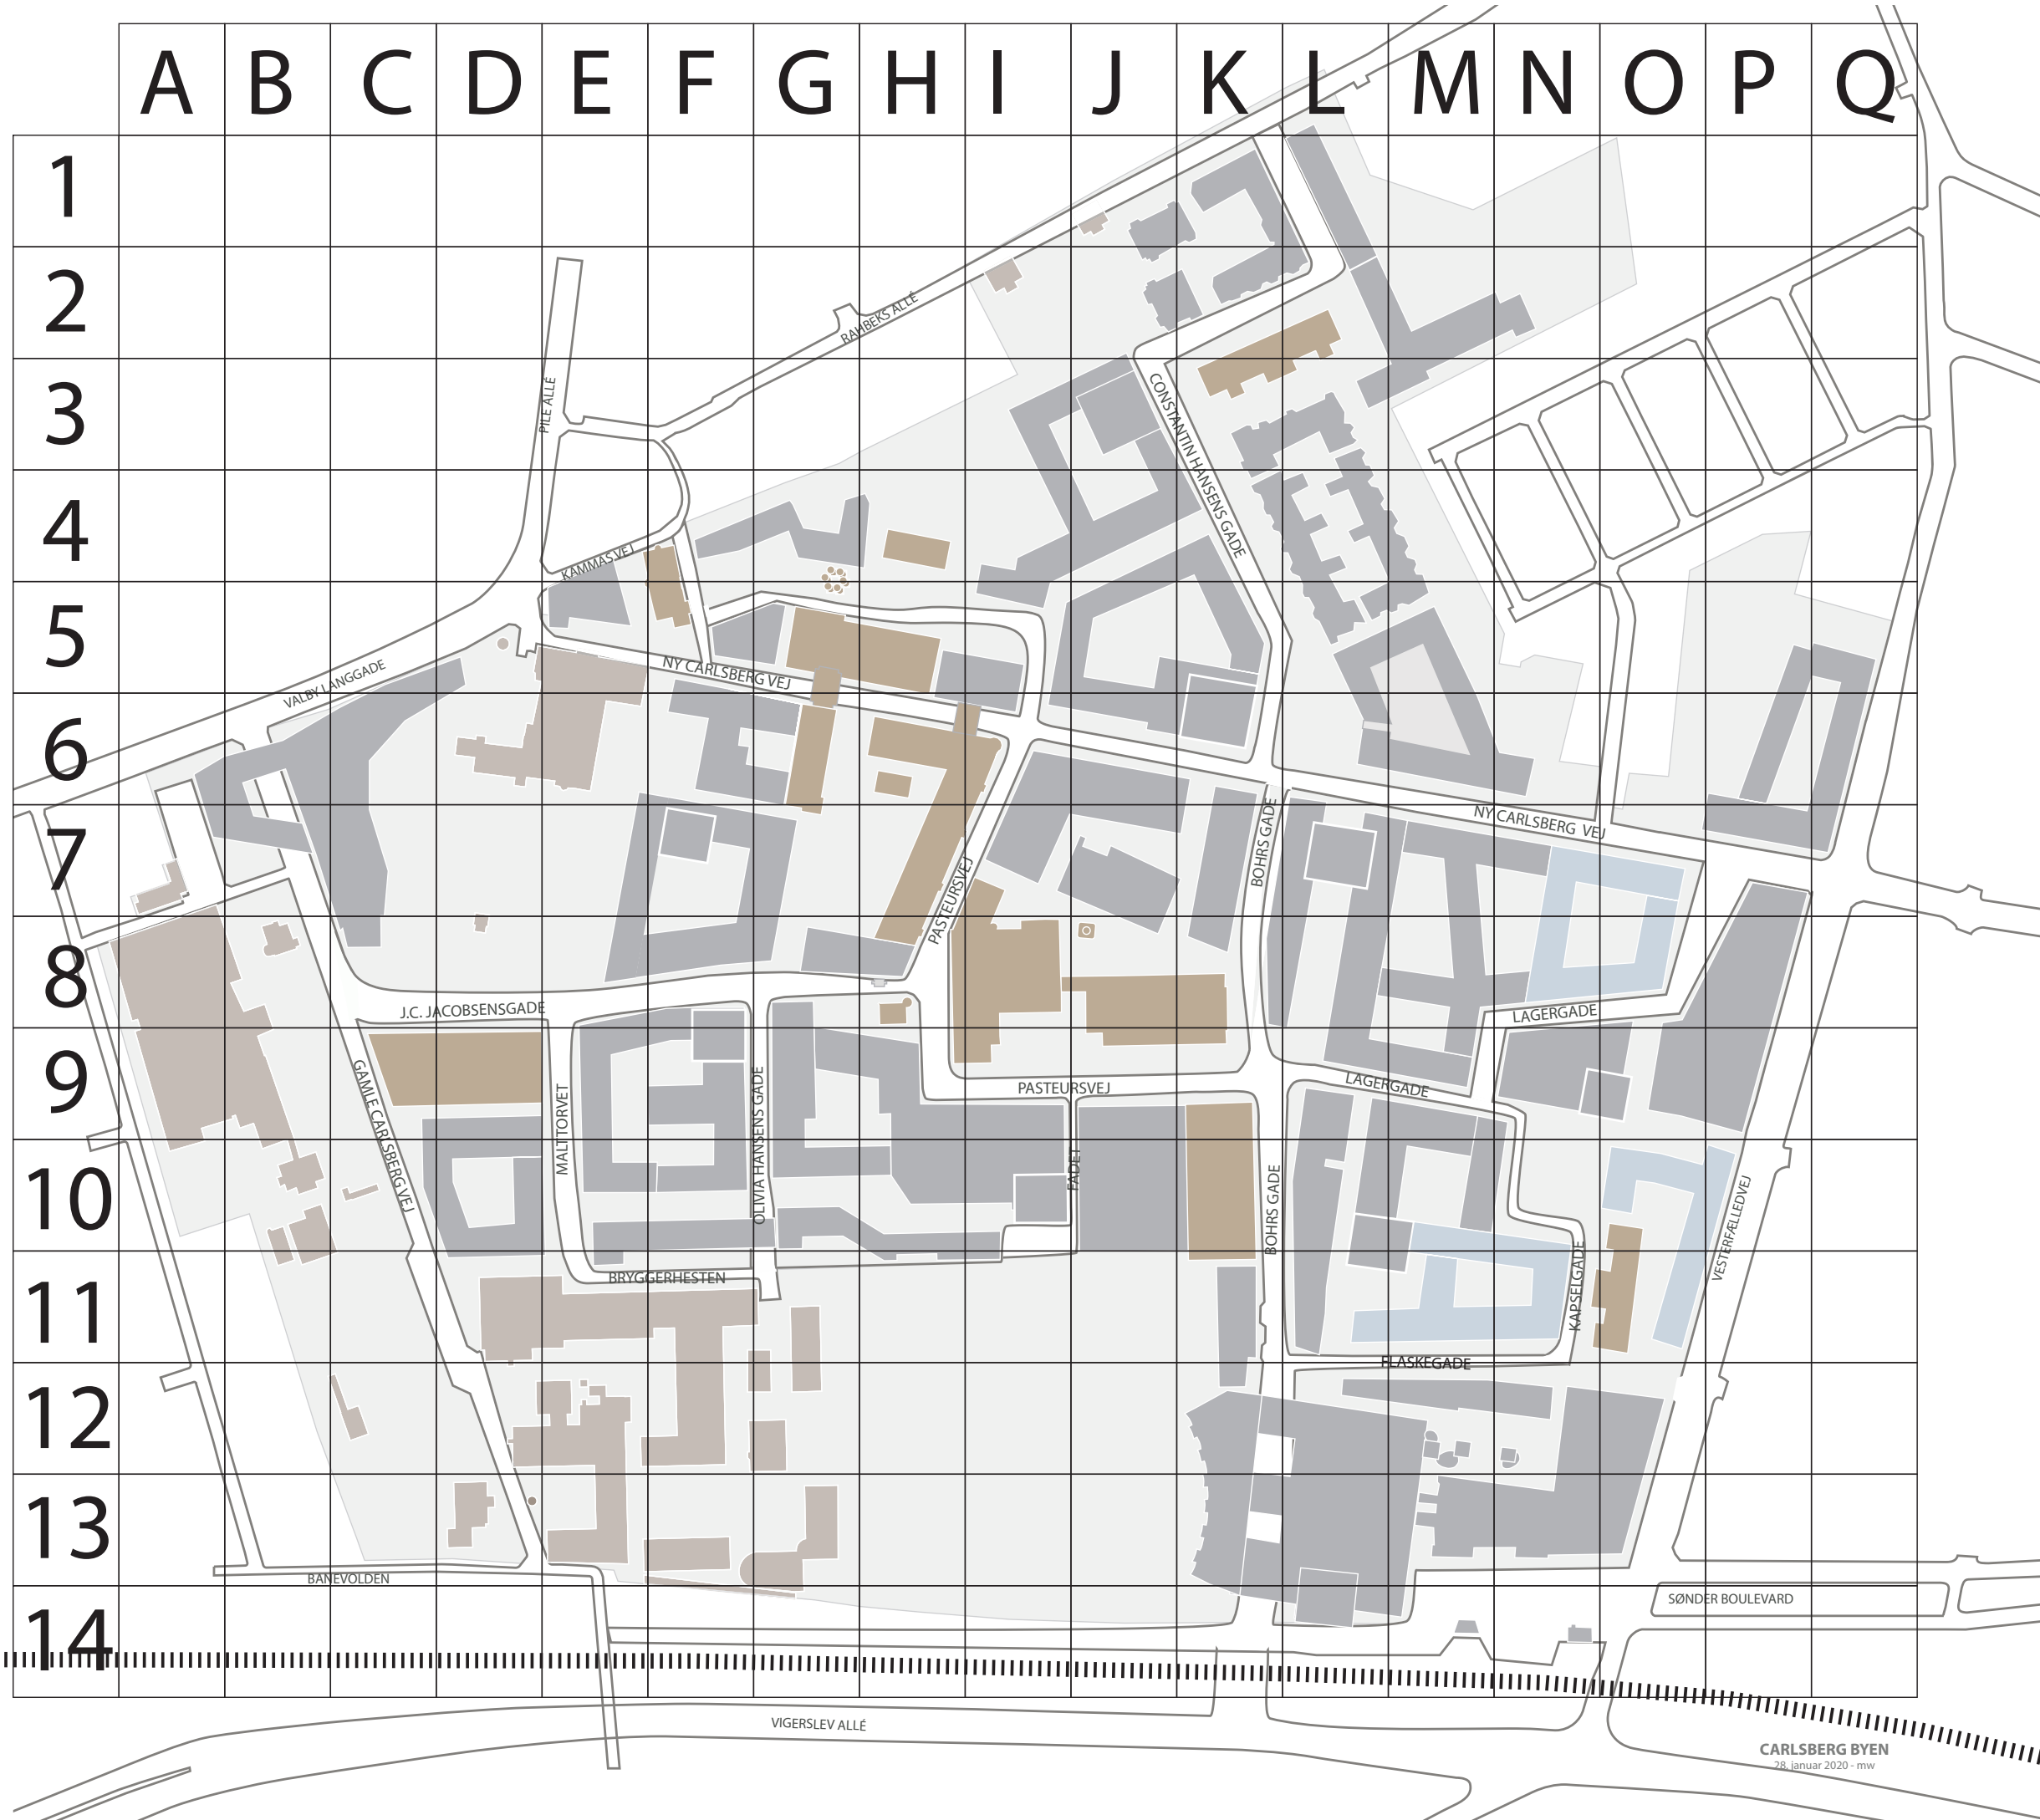 A B C D E F G H I J K L M N O P Q
1
2
RAHBEKS ALLÉ
3
PILE ALLÉ
CONSTANTIN HANSENS GADE
4
KAMMASVEJ
5
VALBY LANGGADE
NY CARLSBERG VEJ
6
7
BOHRS GADE
NY CARLSBERG VEJ
PASTEURSVEJ
8
J.C. JACOBSENSGADE
LAGERGADE
9
GAMLE CARLSBERG VEJ
MALTTORVET
OLIVIA HANSENS GADE
PASTEURSVEJ
LAGERGADE
10
FADET
BOHRS GADE
VESTERFÆLLEDVEJ
11
BRYGGERHESTEN
KAPSELGADE
FLASKEGADE
12
13
BANEVOLDEN
14
SØNDER BOULEVARD
VIGERSLEV ALLÉ
CARLSBERG BYEN
28. januar 2020 - mw